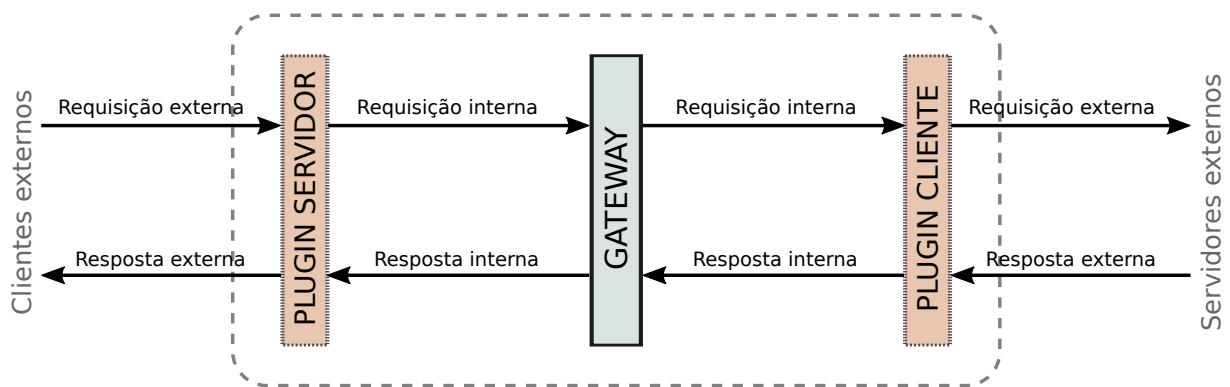 Clientes externos
Requisição externa
PLUGIN SERVIDOR
Requisição interna
GATEWAY
Requisição interna
PLUGIN CLIENTE
Requisição externa
Servidores externos
Resposta externa
Resposta interna
Resposta interna
Resposta externa